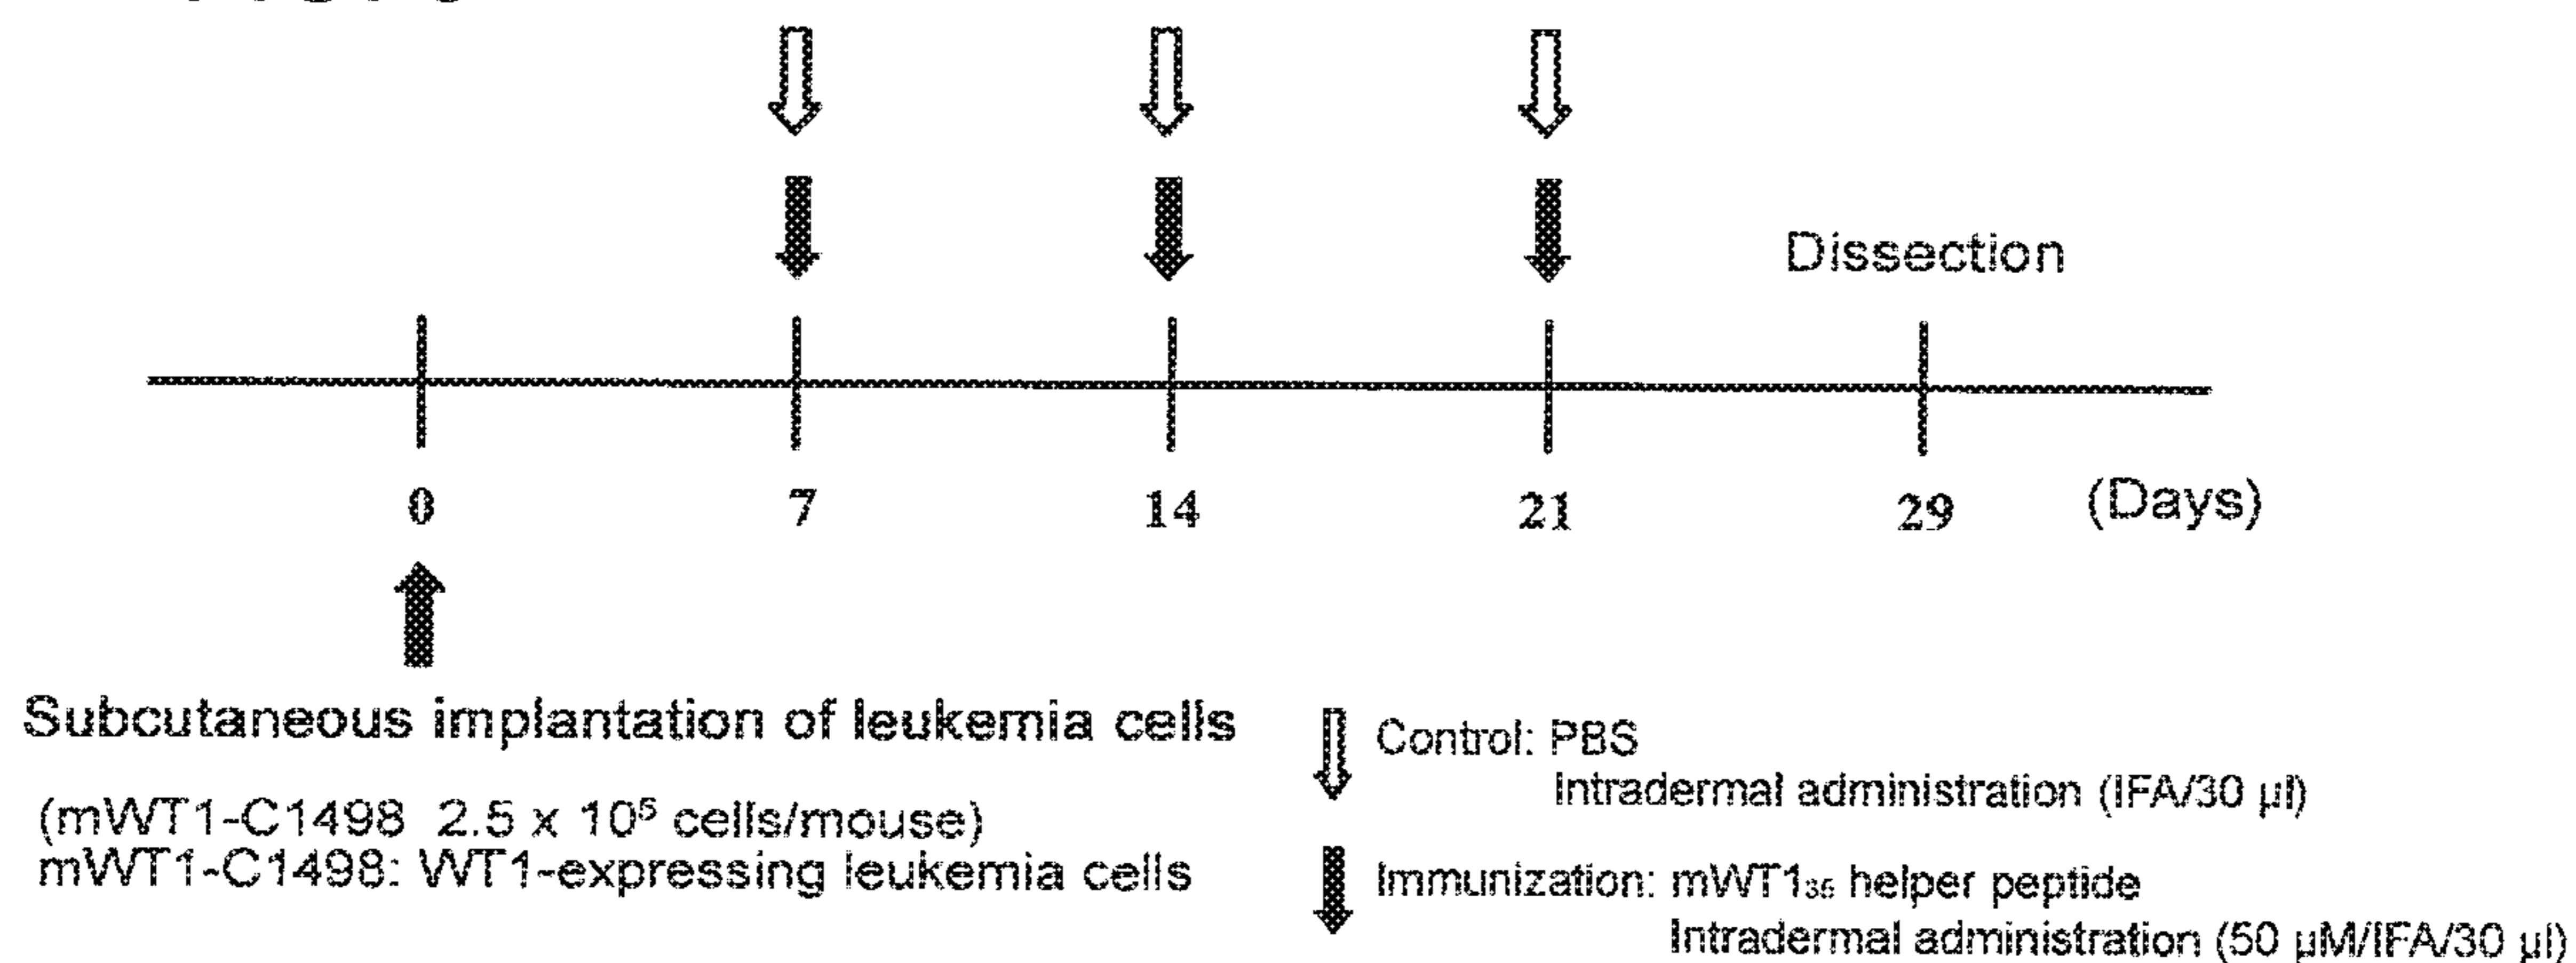 Dissection
0 7 14 21 29 (Days)
Subcutaneous implantation of leukemia cells
(mWT1-C1498 2.5 x 10⁵ cells/mouse)
mWT1-C1498: WT1-expressing leukemia cells
Control: PBS
Intradermal administration (IFA/30 µl)
Immunization: mWT1₃₅ helper peptide
Intradermal administration (50 µM/IFA/30 µl)